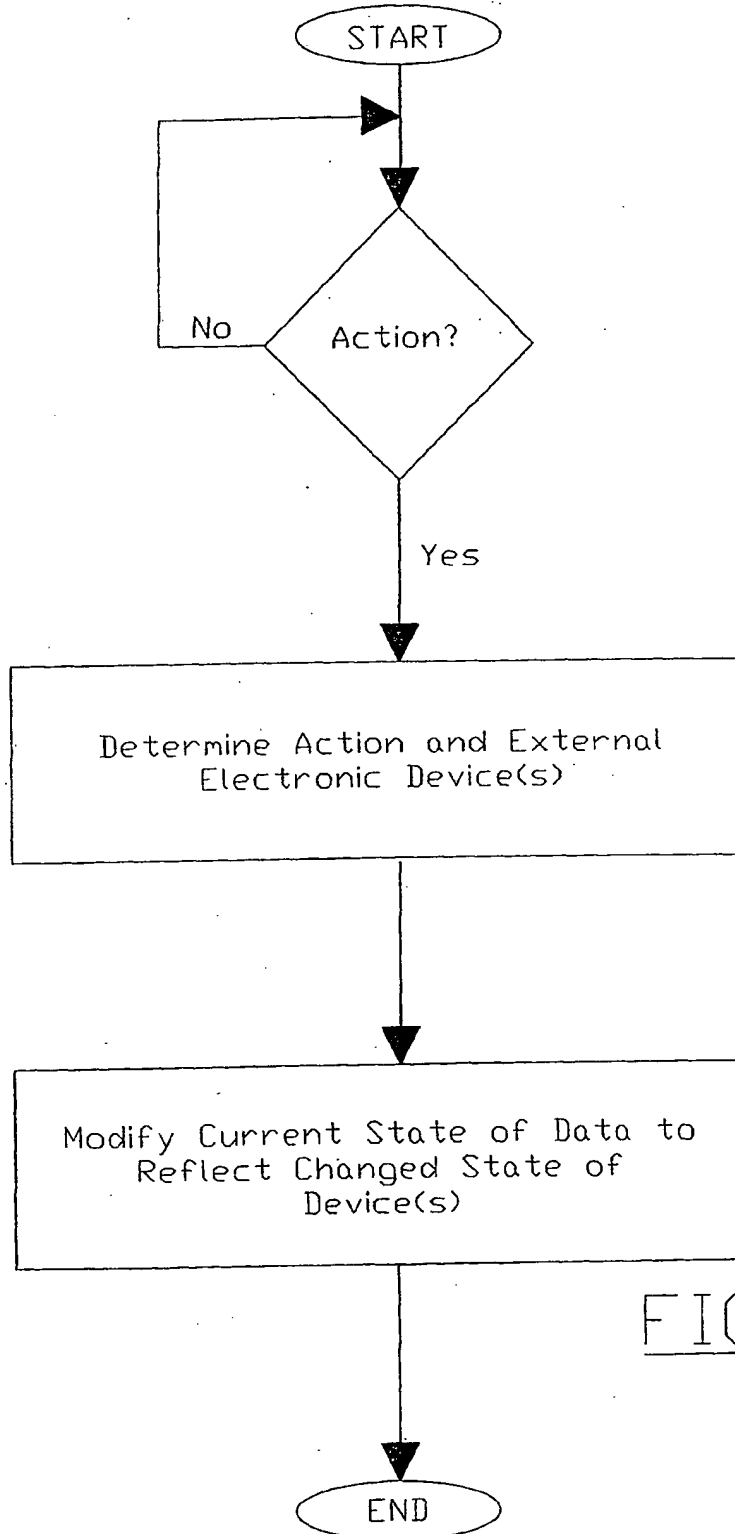 START
No
Action?
Yes
Determine Action and External
Electronic Device(s)
Modify Current State of Data to
Reflect Changed State of
Device(s)
END